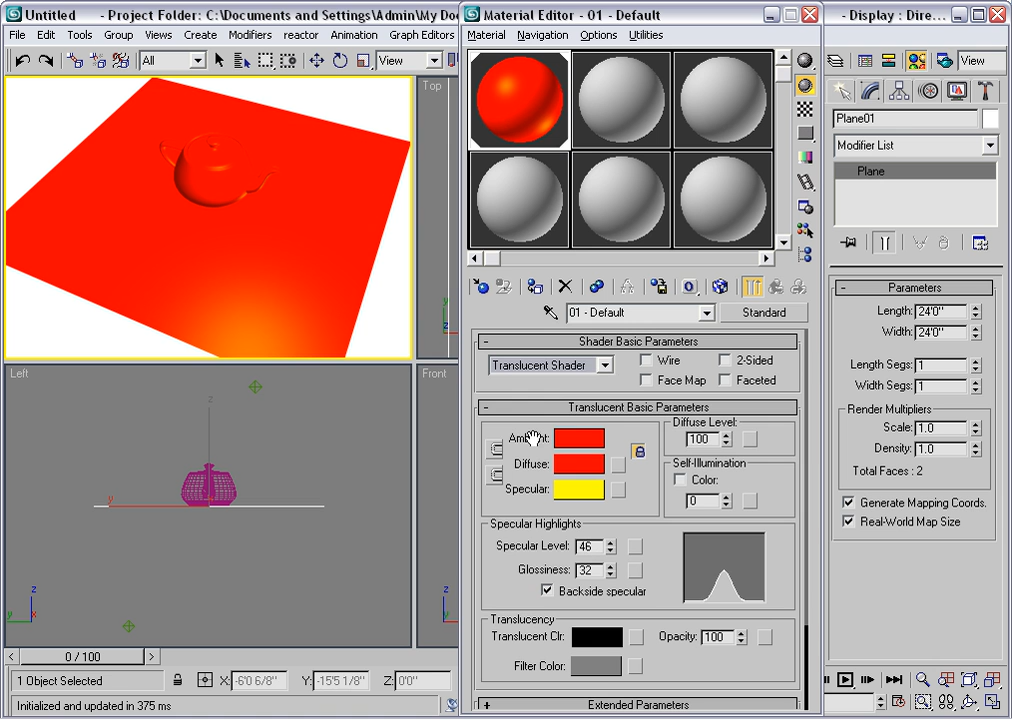 Untitled - Project Folder: C:\Documents and Settings\Admin\My Do
Material Editor - 01 - Default
- Display : Dire...
File Edit Tools Group Views Create Modifiers reactor Animation Graph Editors
Material Navigation Options Utilities
All
View
View
Top
Plane01
Modifier List
Plane
01 - Default
Standard
Shader Basic Parameters
Translucent Shader
Wire
2-Sided
Face Map
Faceted
Translucent Basic Parameters
Diffuse:
Specular:
Diffuse Level:
100
Self-Illumination
Color:
0
Specular Highlights
Specular Level: 46
Glossiness: 32
Backside specular
Translucency
Translucent Clr:
Opacity: 100
Filter Color:
Extended Parameters
Parameters
Length: 24'0"
Width: 24'0"
Length Segs: 1
Width Segs: 1
Render Multipliers
Scale: 1.0
Density: 1.0
Total Faces : 2
Generate Mapping Coords.
Real-World Map Size
Left
Front
z
y
z
y
x
z
y
z
0 / 100
1 Object Selected
X: -6'0 6/8"
Y: -15'5 1/8"
Z: 0'0"
Initialized and updated in 375 ms